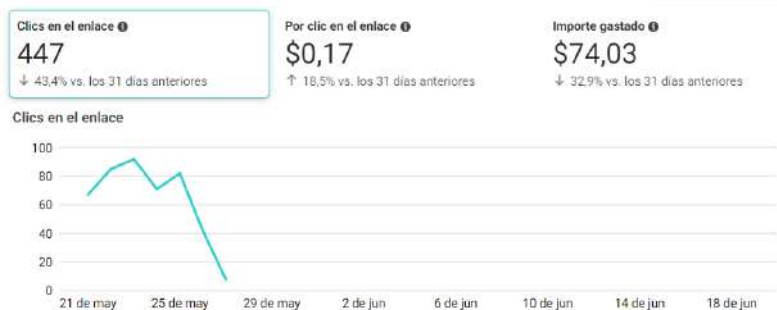 Clics en el enlace
Por clic en el enlace
Importe gastado
447
$0,17
$74,03
↓ 43,4% vs. los 31 días anteriores
↑ 18,5% vs. los 31 días anteriores
↓ 32,9% vs. los 31 días anteriores
Clics en el enlace
100
80
60
40
20
0
21 de may 25 de may 29 de may 2 de jun 6 de jun 10 de jun 14 de jun 18 de jun